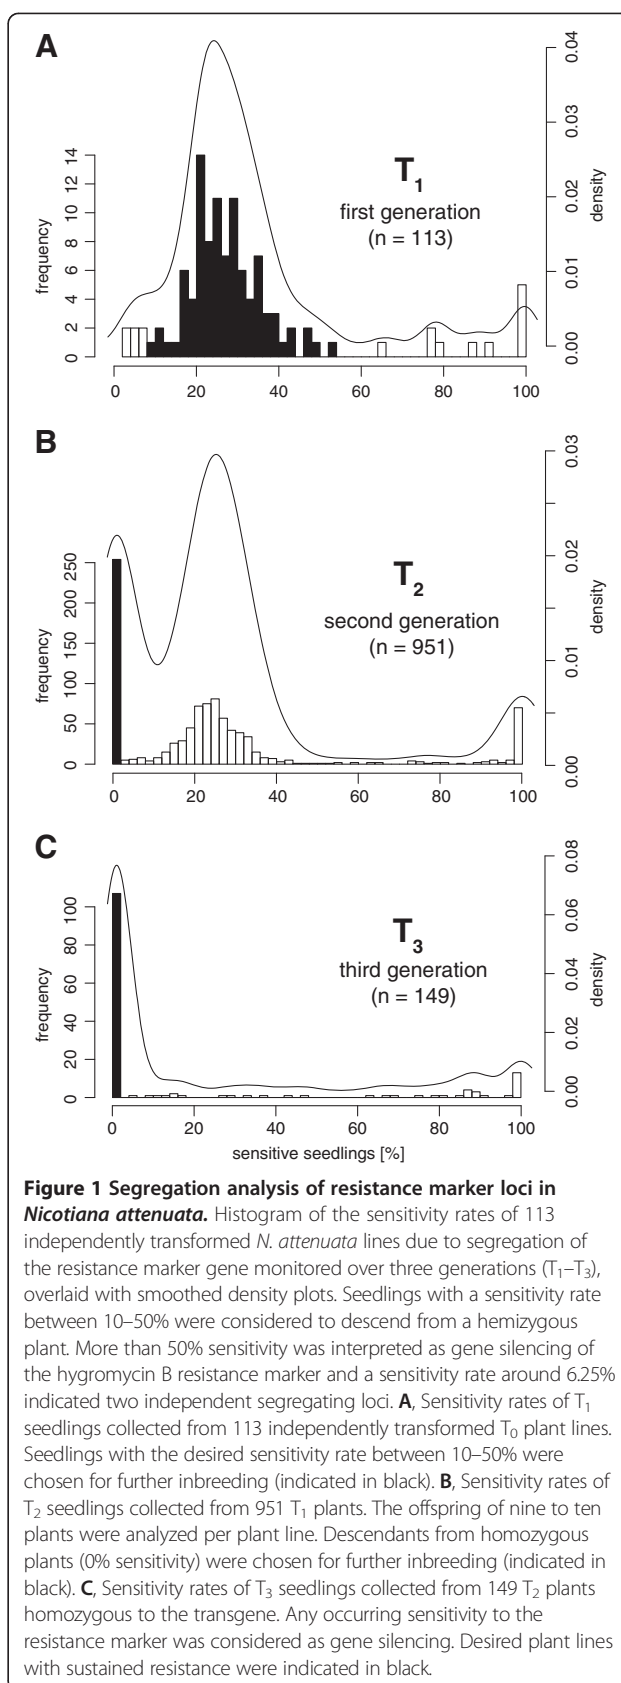 A
T1
first generation
(n = 113)
frequency
0 2 4 6 8 10 12 14
density
0.00 0.01 0.02 0.03 0.04
0 20 40 60 80 100
B
T2
second generation
(n = 951)
frequency
0 50 100 150 200 250
density
0.00 0.01 0.02 0.03
0 20 40 60 80 100
C
T3
third generation
(n = 149)
frequency
0 20 40 60 80 100
density
0.00 0.02 0.04 0.06 0.08
0 20 40 60 80 100
sensitive seedlings [%]
Figure 1 Segregation analysis of resistance marker loci in
Nicotiana attenuata. Histogram of the sensitivity rates of 113
independently transformed N. attenuata lines due to segregation of
the resistance marker gene monitored over three generations (T1–T3),
overlaid with smoothed density plots. Seedlings with a sensitivity rate
between 10–50% were considered to descend from a hemizygous
plant. More than 50% sensitivity was interpreted as gene silencing of
the hygromycin B resistance marker and a sensitivity rate around 6.25%
indicated two independent segregating loci. A, Sensitivity rates of T1
seedlings collected from 113 independently transformed T0 plant lines.
Seedlings with the desired sensitivity rate between 10–50% were
chosen for further inbreeding (indicated in black). B, Sensitivity rates of
T2 seedlings collected from 951 T1 plants. The offspring of nine to ten
plants were analyzed per plant line. Descendants from homozygous
plants (0% sensitivity) were chosen for further inbreeding (indicated in
black). C, Sensitivity rates of T3 seedlings collected from 149 T2 plants
homozygous to the transgene. Any occurring sensitivity to the
resistance marker was considered as gene silencing. Desired plant lines
with sustained resistance were indicated in black.